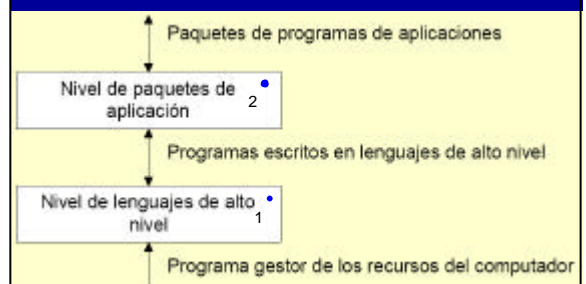 Paquetes de programas de aplicaciones
Nivel de paquetes de
aplicación
2
Programas escritos en lenguajes de alto nivel
Nivel de lenguajes de alto
nivel
1
Programa gestor de los recursos del computador